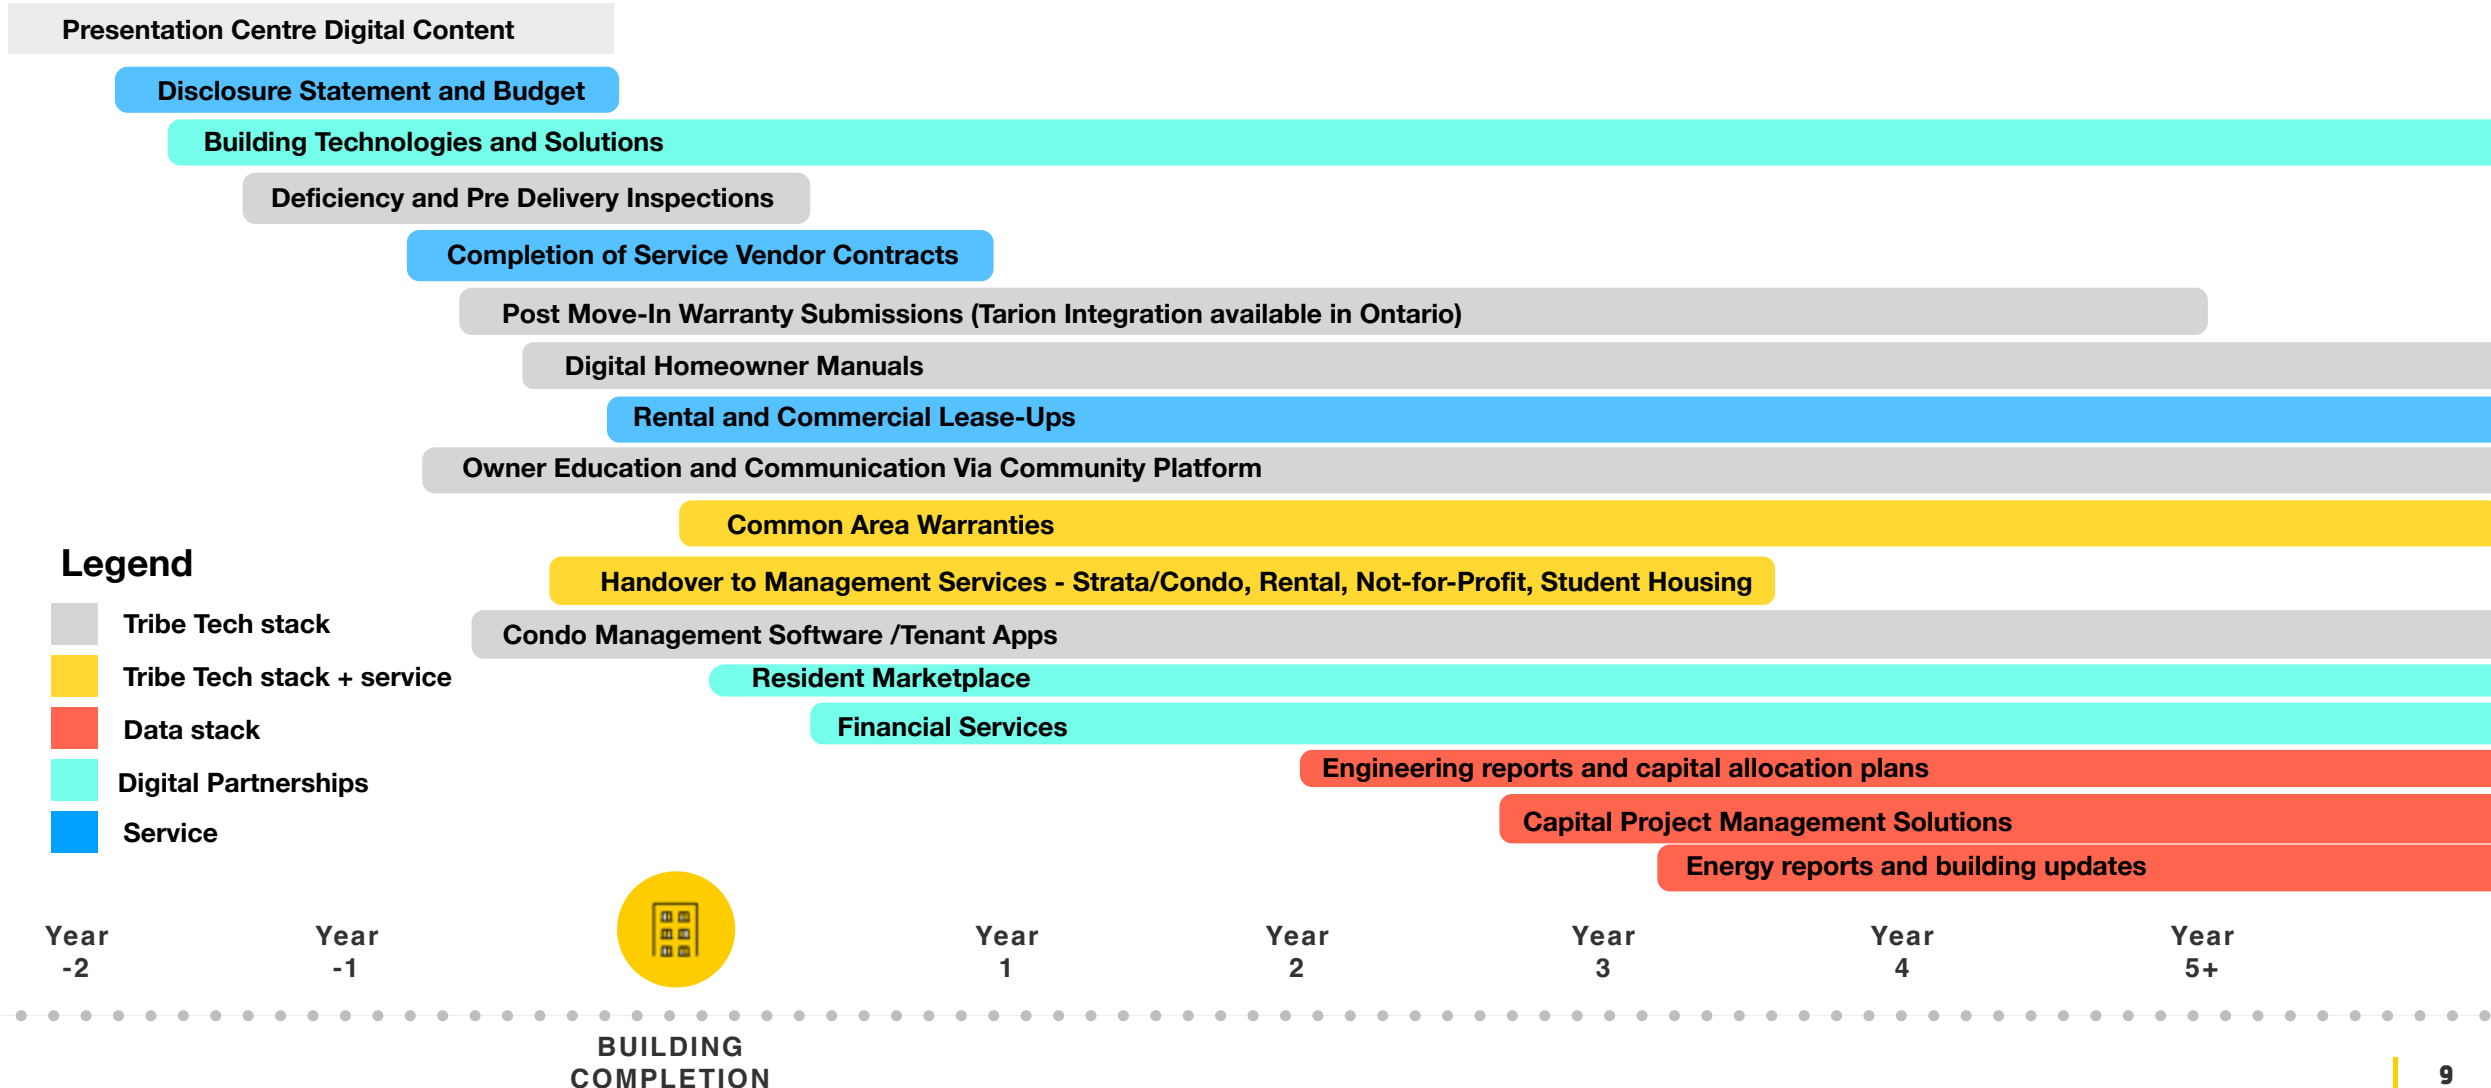 Presentation Centre Digital Content
Disclosure Statement and Budget
Building Technologies and Solutions
Deficiency and Pre Delivery Inspections
Completion of Service Vendor Contracts
Post Move-In Warranty Submissions (Tarion Integration available in Ontario)
Digital Homeowner Manuals
Rental and Commercial Lease-Ups
Owner Education and Communication Via Community Platform
Common Area Warranties
Handover to Management Services - Strata/Condo, Rental, Not-for-Profit, Student Housing
Condo Management Software /Tenant Apps
Resident Marketplace
Financial Services
Engineering reports and capital allocation plans
Capital Project Management Solutions
Energy reports and building updates
Legend
Tribe Tech stack
Tribe Tech stack + service
Data stack
Digital Partnerships
Service
Year
-2
Year
-1
Year
1
Year
2
Year
3
Year
4
Year
5+
BUILDING
COMPLETION
9